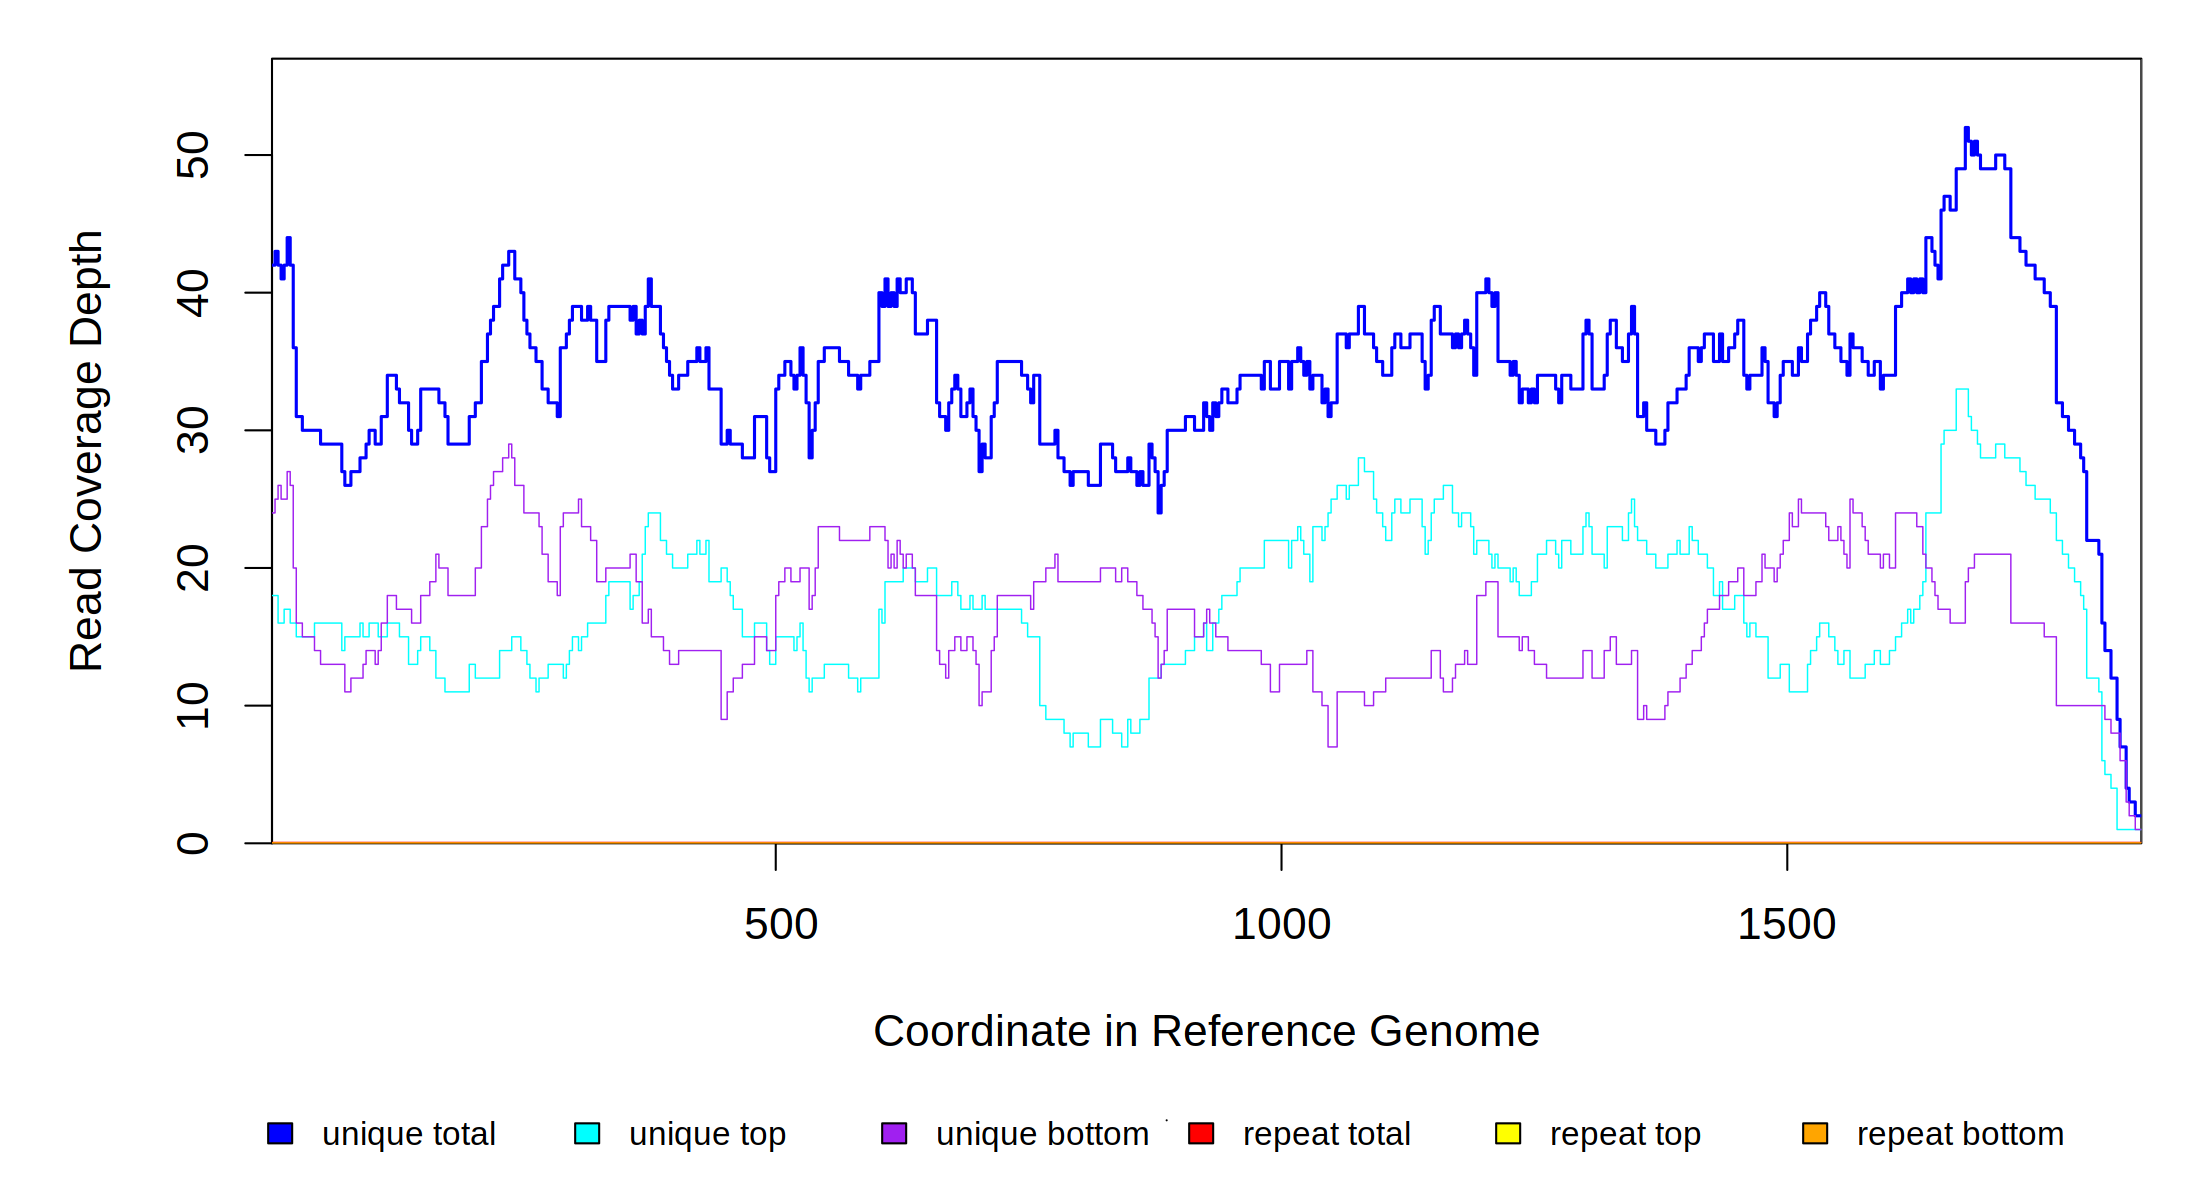 50
40
30
20
10
0
Read Coverage Depth
500 1000 1500
Coordinate in Reference Genome
unique total unique top unique bottom repeat total repeat top repeat bottom